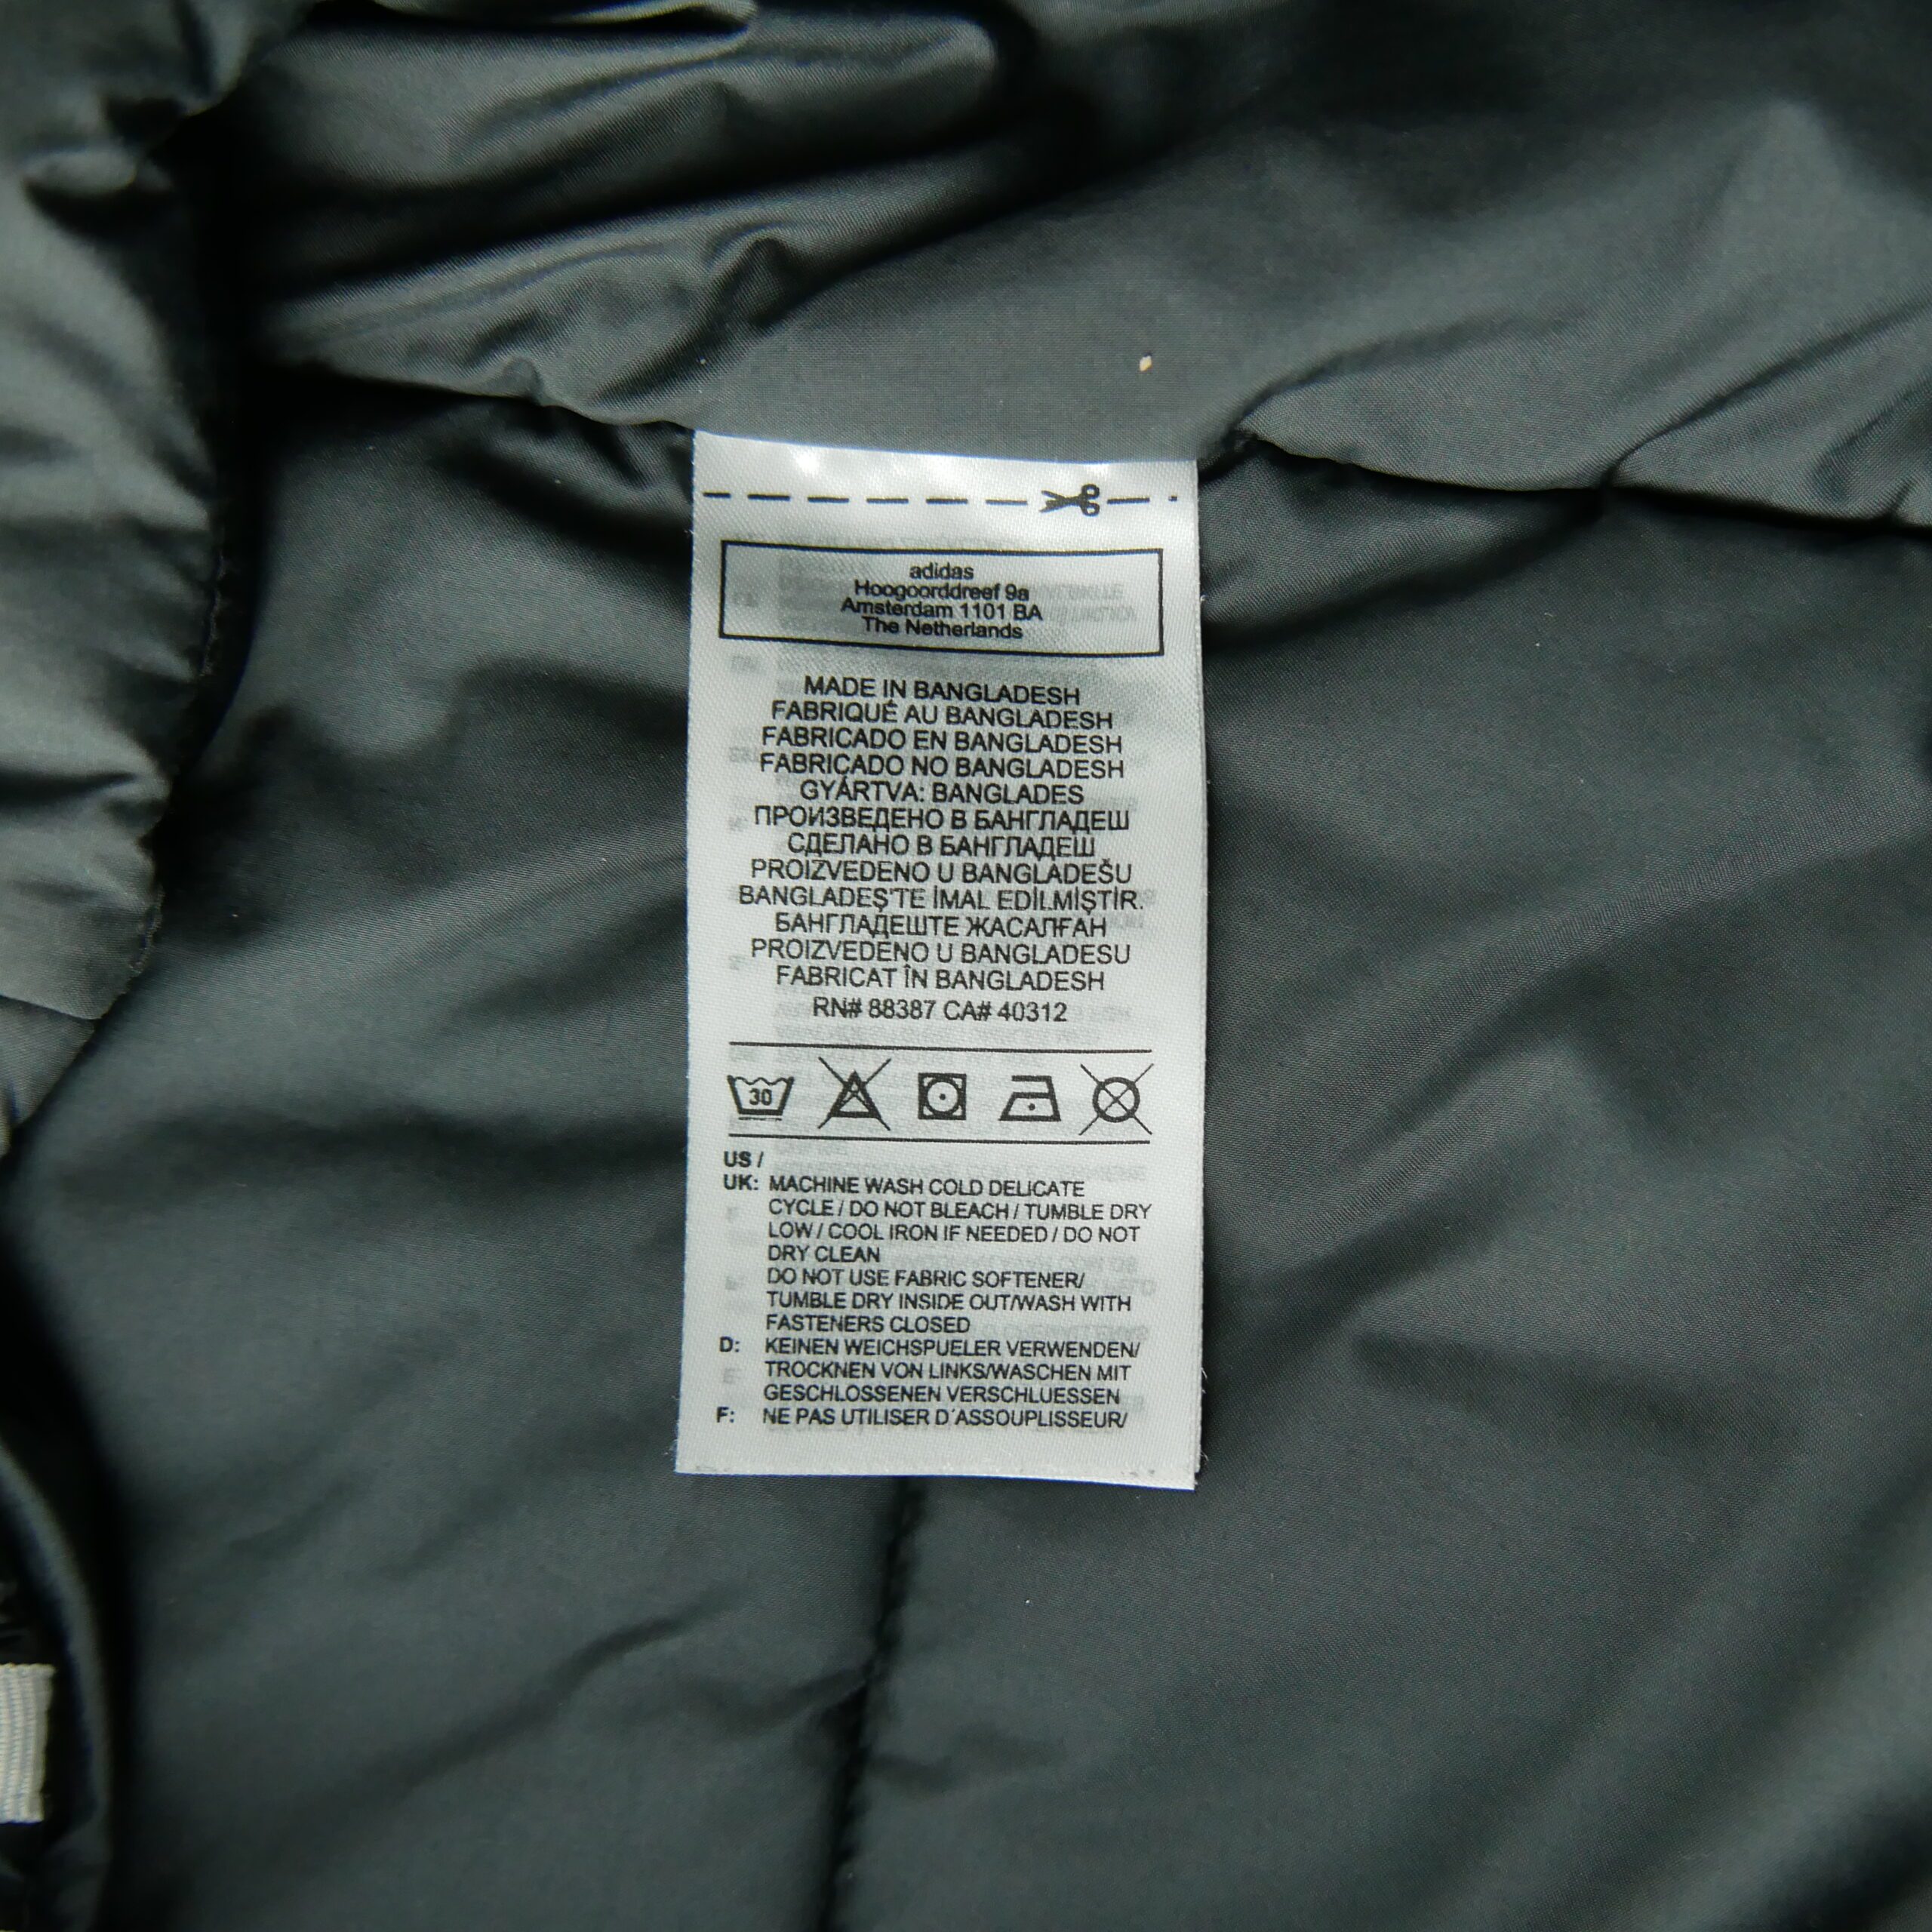 adidas
Hoogoorddreef 9a
Amsterdam 1101 BA
The Netherlands
MADE IN BANGLADESH
FABRIQUÉ AU BANGLADESH
FABRICADO EN BANGLADESH
FABRICADO NO BANGLADESH
GYÁRTVA: BANGLADES
ПРОИЗВЕДЕНО В БАНГЛАДЕШ
СДЕЛАНО В БАНГЛАДЕШ
PROIZVEDENO U BANGLADEŠU
BANGLADEŞ'TE İMAL EDİLMİŞTİR.
БАНГЛАДЕШТЕ ЖАСАЛҒАН
PROIZVEDENO U BANGLADESU
FABRICAT ÎN BANGLADESH
RN# 88387 CA# 40312
30
US /
UK: MACHINE WASH COLD DELICATE
CYCLE / DO NOT BLEACH / TUMBLE DRY
LOW / COOL IRON IF NEEDED / DO NOT
DRY CLEAN
DO NOT USE FABRIC SOFTENER/
TUMBLE DRY INSIDE OUT/WASH WITH
FASTENERS CLOSED
D: KEINEN WEICHSPUELER VERWENDEN/
TROCKNEN VON LINKS/WASCHEN MIT
GESCHLOSSENEN VERSCHLUESSEN
F: NE PAS UTILISER D´ASSOUPLISSEUR/